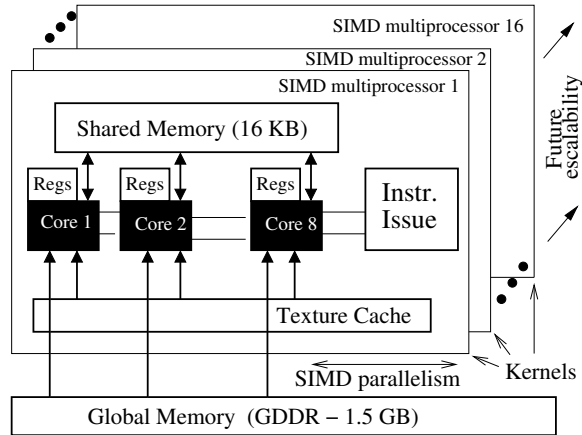 SIMD multiprocessor 16
SIMD multiprocessor 2
SIMD multiprocessor 1
Shared Memory (16 KB)
Regs
Regs
Regs
Core 1
Core 2
Core 8
Instr.
Issue
Texture Cache
SIMD parallelism
Kernels
Global Memory (GDDR − 1.5 GB)
Future
escalability